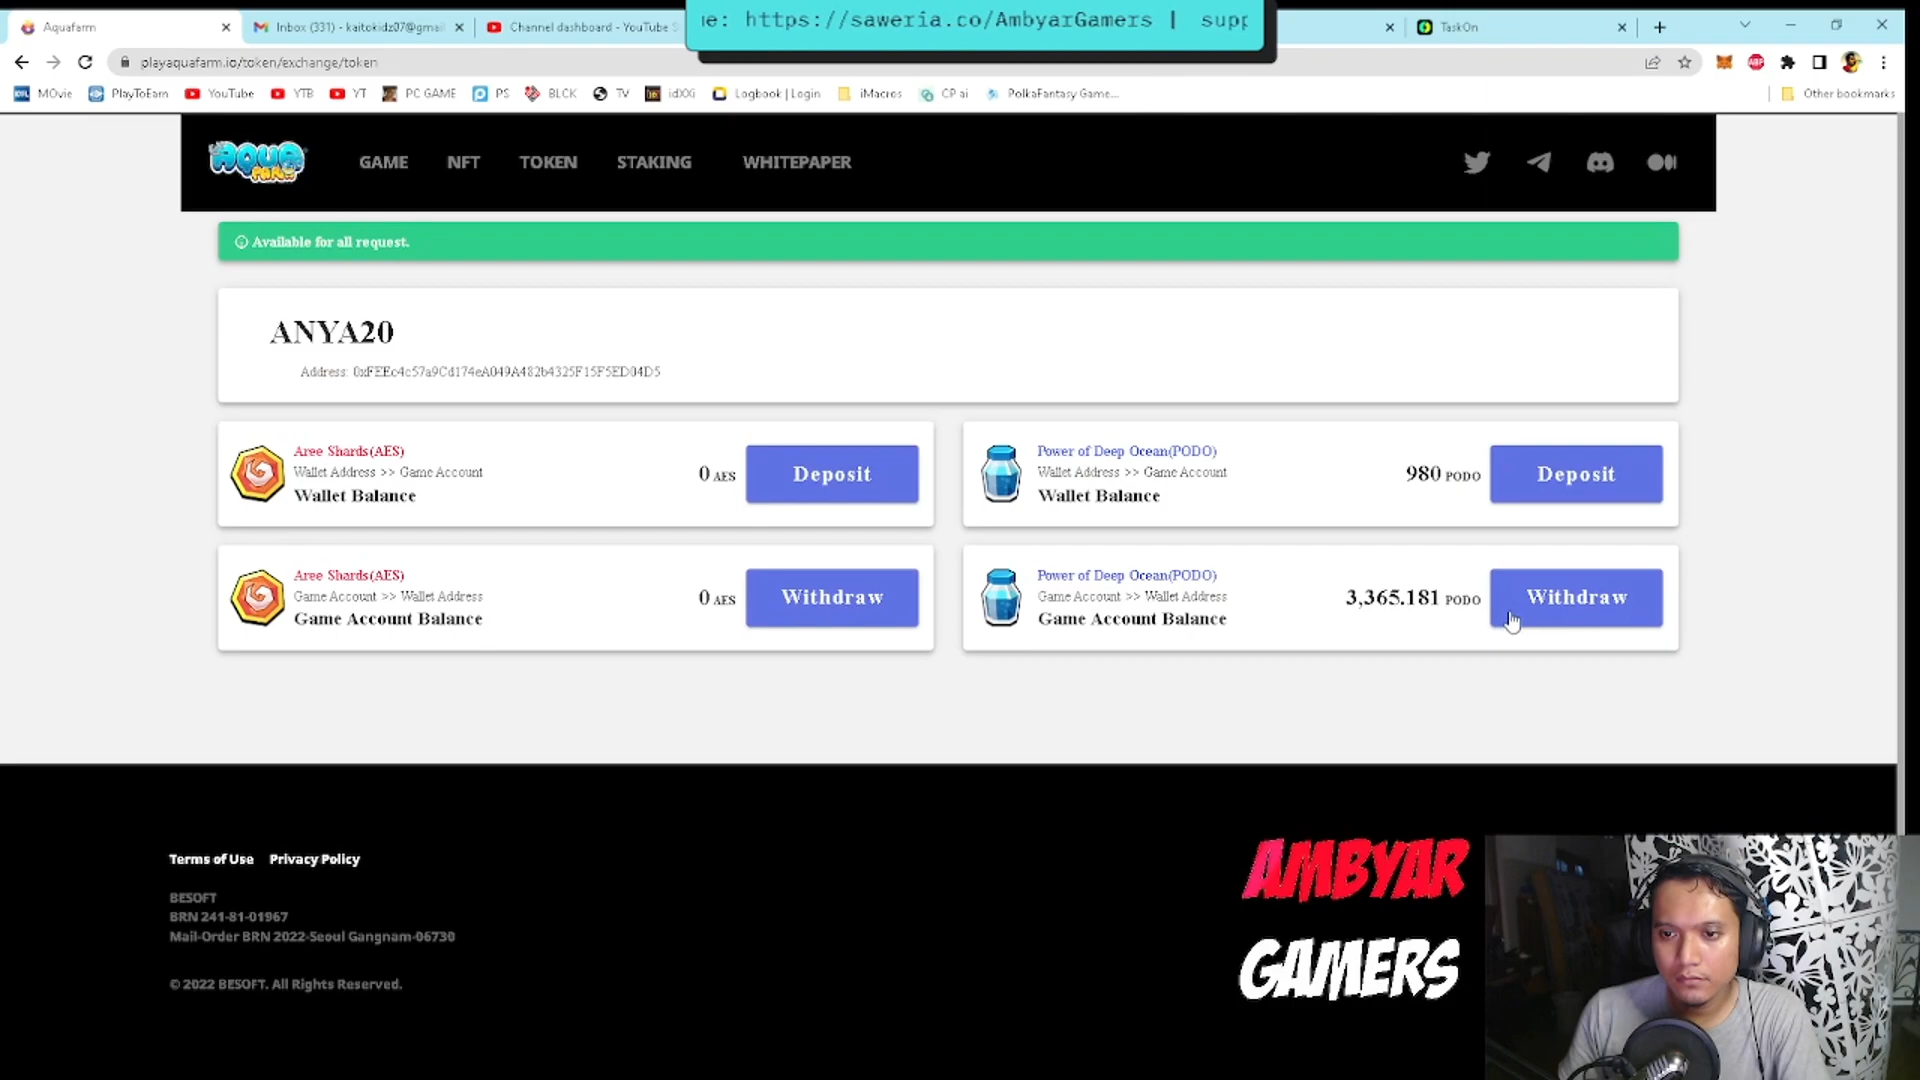 Aquafarm
Inbox (331) - kaitokidz07@gmail
Channel dashboard - YouTube S
ue: https://saweria.co/AmbyarGamers | supp
TaskOn
playaquafarm.io/token/exchange/token
ABP
MOvie
PlayToEarn
YouTube
YTB
YT
PC GAME
PS
BLCK
TV
idXXi
Logbook | Login
iMacros
CP ai
PolkaFantasy Game...
Other bookmarks
AQUA
FARM
GAME
NFT
TOKEN
STAKING
WHITEPAPER
Available for all request.
ANYA20
Address: 0xFEEc4c57a9Cd174eA049A482b4325F15F5ED04D5
Aree Shards(AES)
Wallet Address >> Game Account
Wallet Balance
0 AES
Deposit
Power of Deep Ocean(PODO)
Wallet Address >> Game Account
Wallet Balance
980 PODO
Deposit
Aree Shards(AES)
Game Account >> Wallet Address
Game Account Balance
0 AES
Withdraw
Power of Deep Ocean(PODO)
Game Account >> Wallet Address
Game Account Balance
3,365.181 PODO
Withdraw
Terms of Use Privacy Policy
BESOFT
BRN 241-81-01967
Mail-Order BRN 2022-Seoul Gangnam-06730
© 2022 BESOFT. All Rights Reserved.
AMBYAR
GAMERS